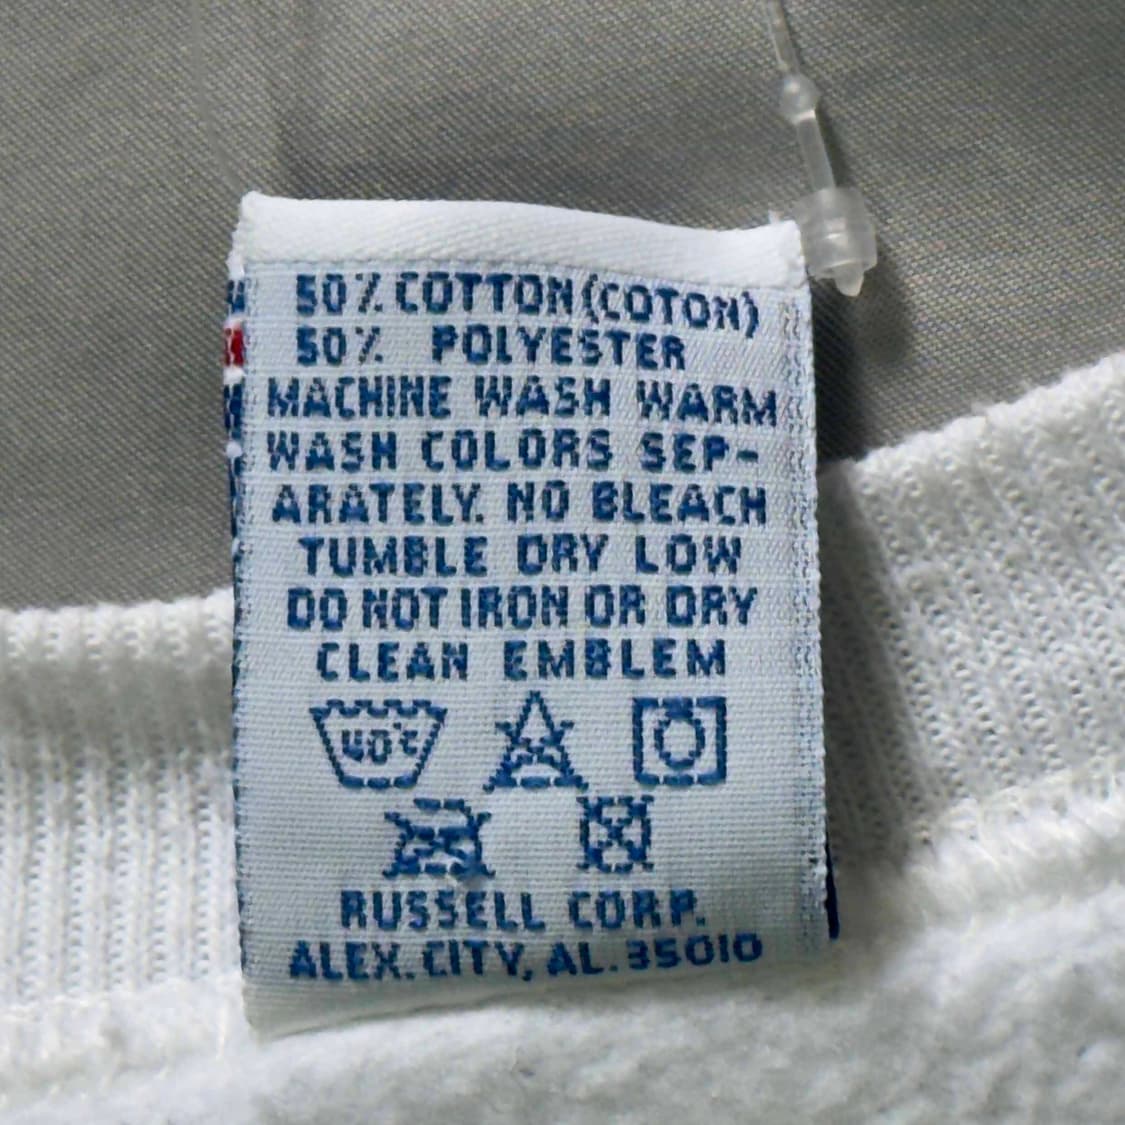 50% COTTON (COTON)
50% POLYESTER
MACHINE WASH WARM
WASH COLORS SEP-
ARATELY. NO BLEACH
TUMBLE DRY LOW
DO NOT IRON OR DRY
CLEAN EMBLEM
40°C
RUSSELL CORP.
ALEX. CITY, AL. 35010